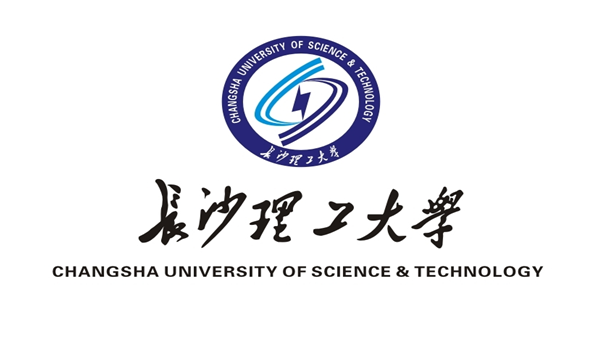 CHANGSHA UNIVERSITY OF SCIENCE & TECHNOLOGY
長沙理工大學
長沙理工大學
CHANGSHA UNIVERSITY OF SCIENCE & TECHNOLOGY